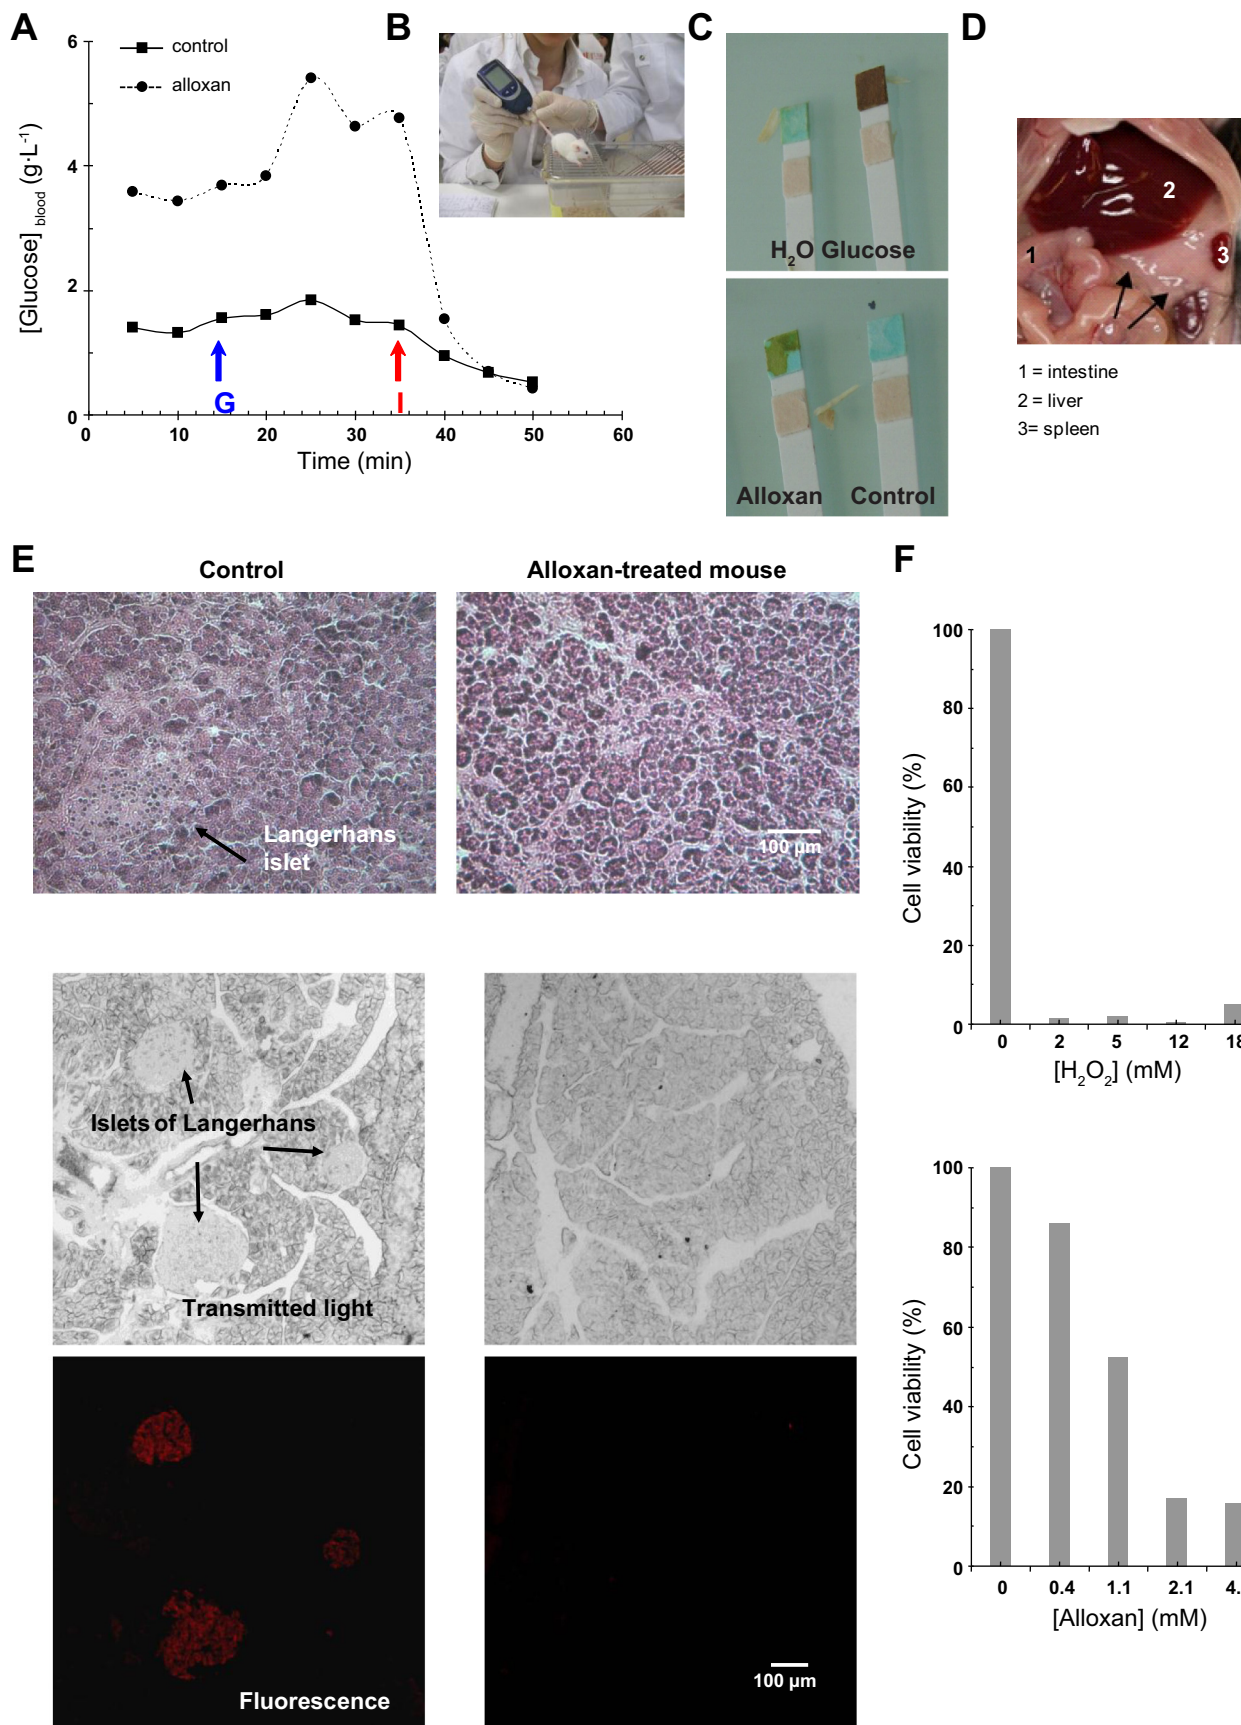 A
B
C
D
control
alloxan
6
4
2
0
[Glucose] blood (g·L-1)
G
I
0
10
20
30
40
50
60
Time (min)
H2O Glucose
Alloxan
Control
1
2
3
1 = intestine
2 = liver
3= spleen
E
F
Control
Alloxan-treated mouse
Langerhans
islet
100 µm
Islets of Langerhans
Transmitted light
Fluorescence
100 µm
100
80
60
40
20
0
Cell viability (%)
0
2
5
12
18
[H2O2] (mM)
100
80
60
40
20
0
Cell viability (%)
0
0.4
1.1
2.1
4.
[Alloxan] (mM)